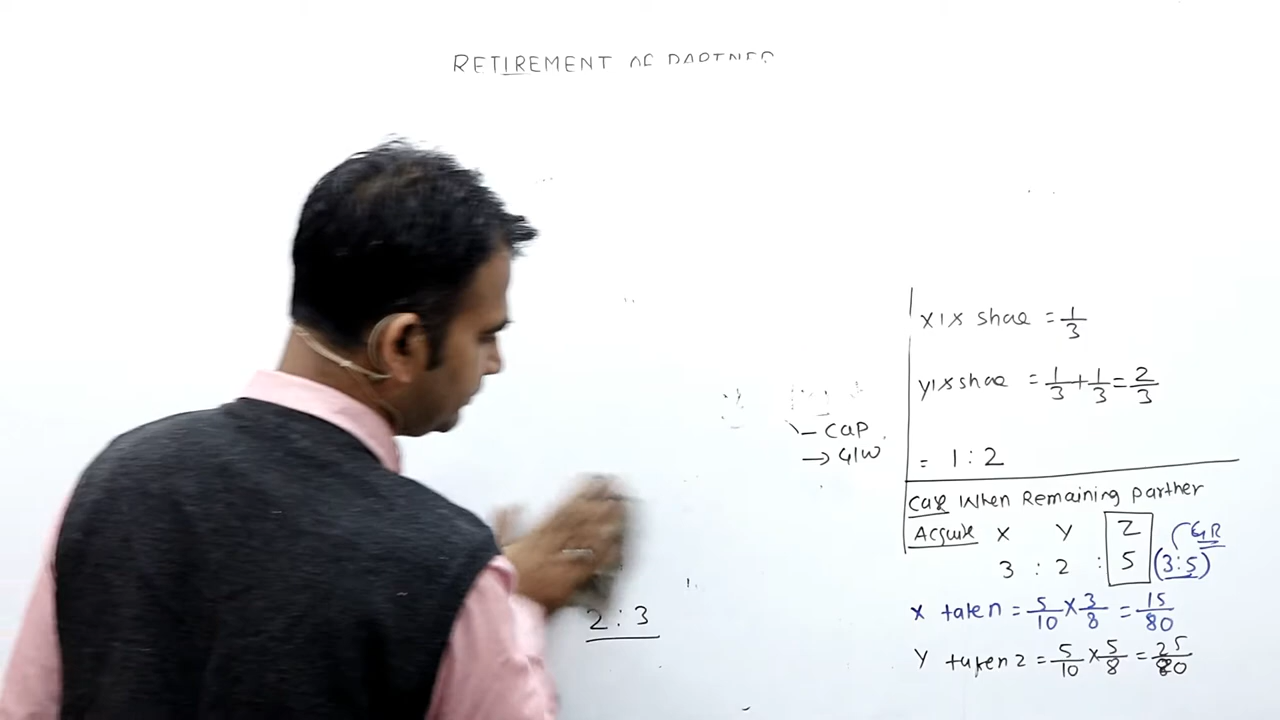 RETIREMENT OF PARTNER
X's share = 1/3
Y's share = 1/3 + 1/3 = 2/3
– Cap
→ G/W
= 1 : 2
Case When Remaining partner
Acquire X Y Z
3 : 2 : 5 (3:5) GR
2 : 3
X taken = 5/10 X 3/8 = 15/80
Y taken 2 = 5/10 X 5/8 = 25/80